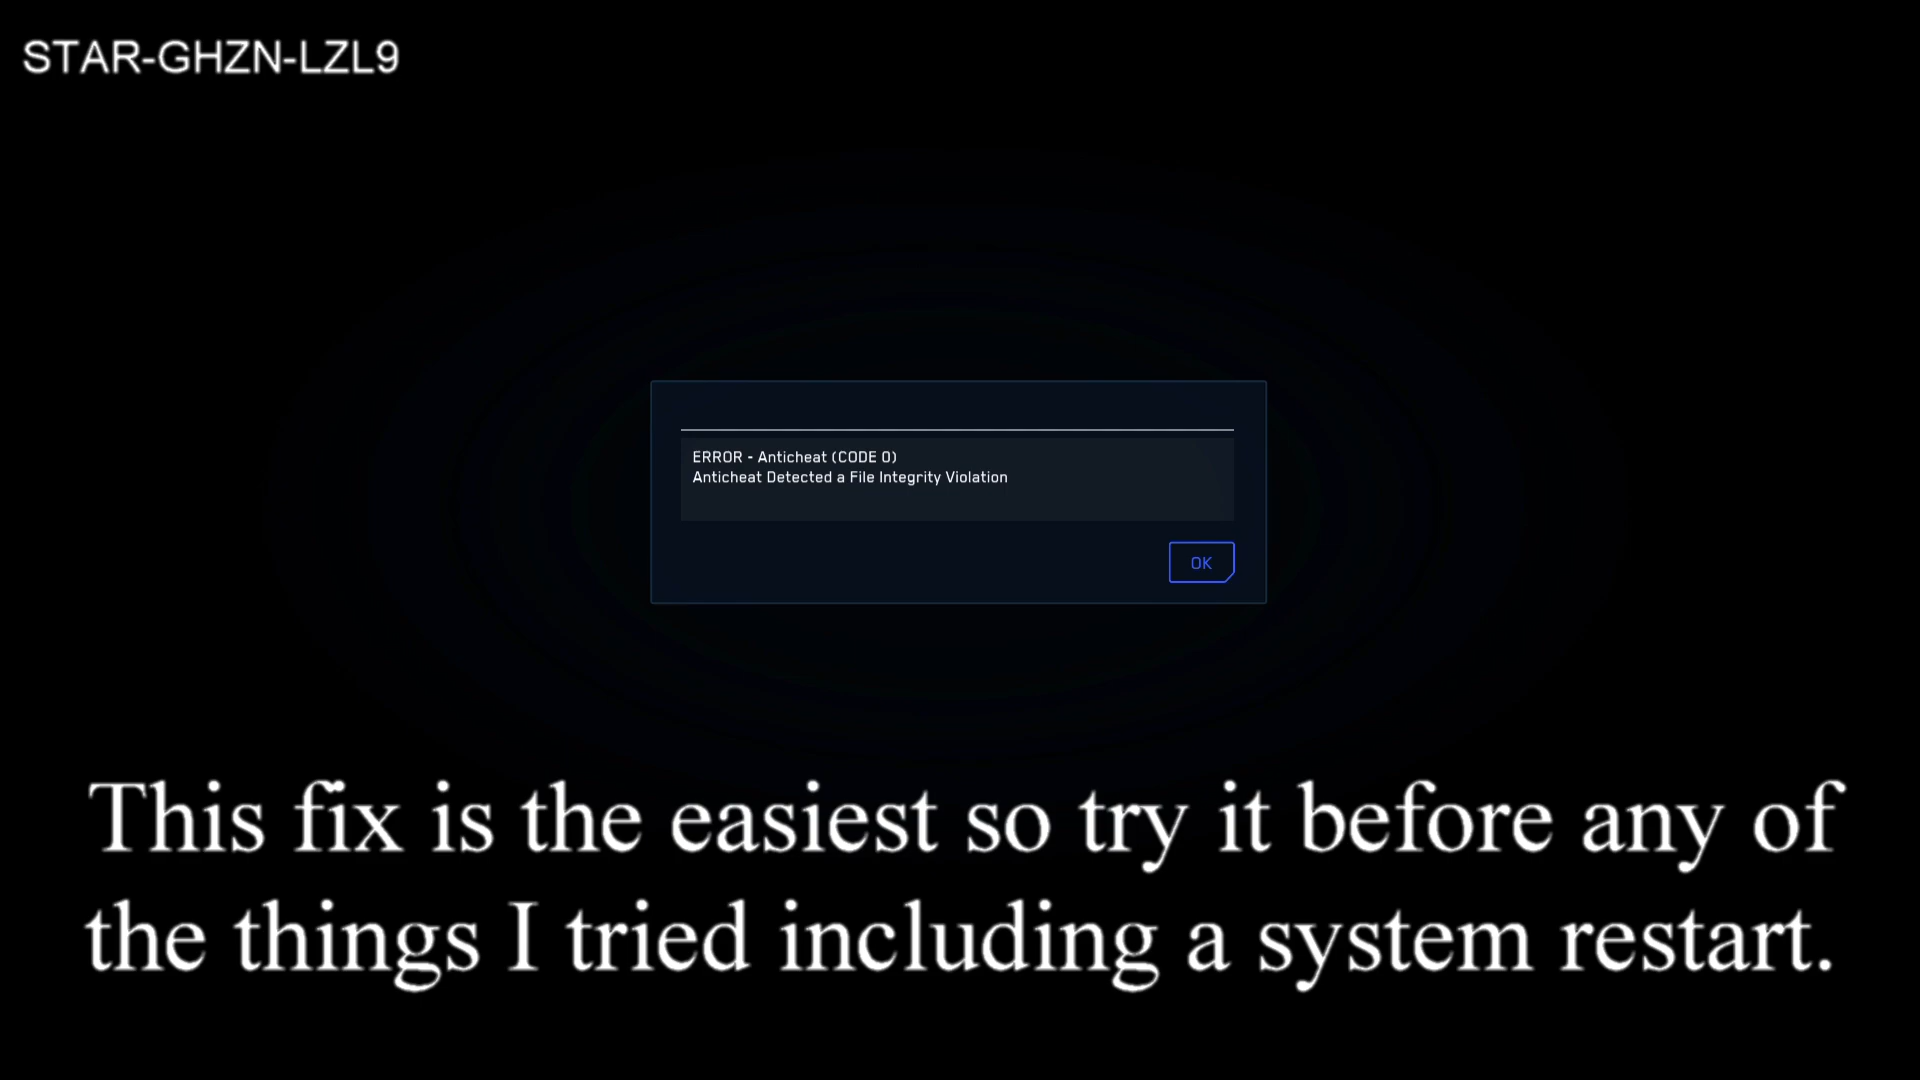 STAR-GHZN-LZL9
ERROR - Anticheat (CODE 0)
Anticheat Detected a File Integrity Violation
OK
This fix is the easiest so try it before any of
the things I tried including a system restart.